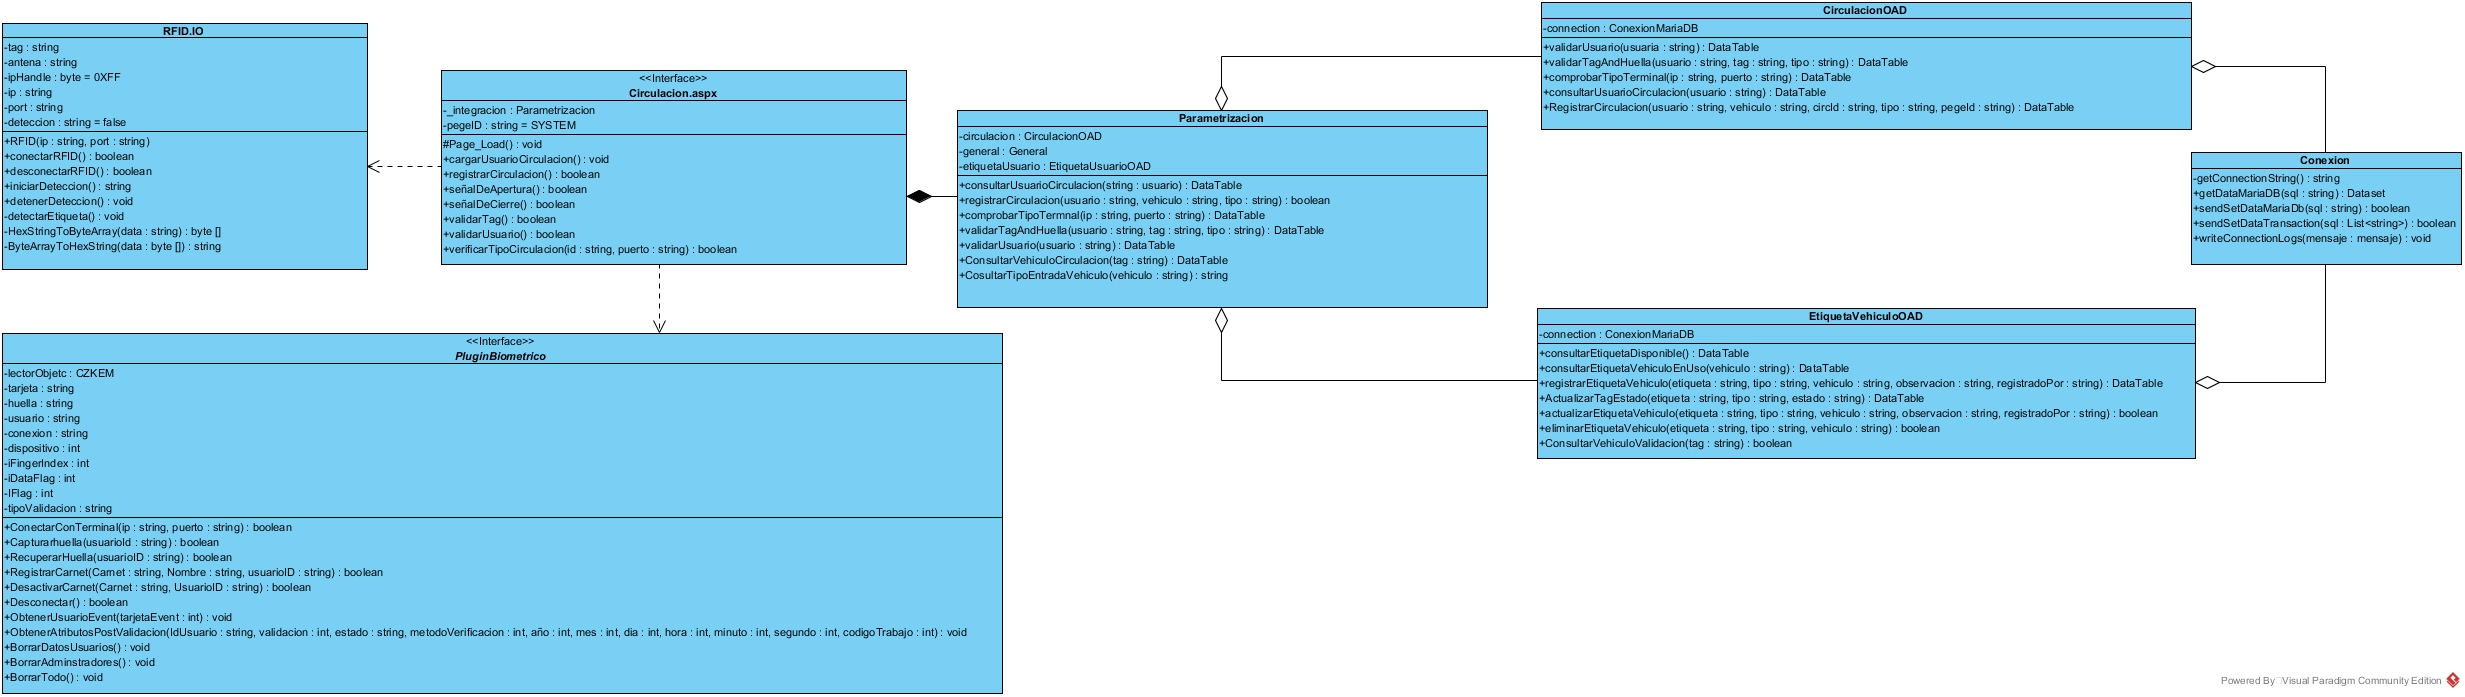 RFID.IO
-tag : string
-antena : string
-ipHandle : byte = 0XFF
-ip : string
-port : string
-deteccion : string = false
+RFID(ip : string, port : string)
+conectarRFID() : boolean
+desconectarRFID() : boolean
+iniciarDeteccion() : string
+detenerDeteccion() : void
-detectarEtiqueta() : void
-HexStringToByteArray(data : string) : byte []
-ByteArrayToHexString(data : byte []) : string
<<Interface>>
Circulacion.aspx
-_integracion : Parametrizacion
-pegeID : string = SYSTEM
#Page_Load() : void
+cargarUsuarioCirculacion() : void
+registrarCirculacion() : boolean
+señalDeApertura() : boolean
+señalDeCierre() : boolean
+validarTag() : boolean
+validarUsuario() : boolean
+verificarTipoCirculacion(id : string, puerto : string) : boolean
<<Interface>>
PluginBiometrico
-lectorObjetc : CZKEM
-tarjeta : string
-huella : string
-usuario : string
-conexion : string
-dispositivo : int
-iFingerIndex : int
-iDataFlag : int
-IFlag : int
-tipoValidacion : string
+ConectarConTerminal(ip : string, puerto : string) : boolean
+Capturarhuella(usuarioId : string) : boolean
+RecuperarHuella(usuarioID : string) : boolean
+RegistrarCarnet(Carnet : string, Nombre : string, usuarioID : string) : boolean
+DesactivarCarnet(Carnet : string, UsuarioID : string) : boolean
+Desconectar() : boolean
+ObtenerUsuarioEvent(tarjetaEvent : int) : void
+ObtenerAtributosPostValidacion(IdUsuario : string, validacion : int, estado : string, metodoVerificacion : int, año : int, mes : int, dia : int, hora : int, minuto : int, segundo : int, codigoTrabajo : int) : void
+BorrarDatosUsuarios() : void
+BorrarAdminstradores() : void
+BorrarTodo() : void
Parametrizacion
-circulacion : CirculacionOAD
-general : General
-etiquetaUsuario : EtiquetaUsuarioOAD
+consultarUsuarioCirculacion(string : usuario) : DataTable
+registrarCirculacion(usuario : string, vehiculo : string, tipo : string) : boolean
+comprobarTipoTermnal(ip : string, puerto : string) : DataTable
+validarTagAndHuella(usuario : string, tag : string, tipo : string) : DataTable
+validarUsuario(usuario : string) : DataTable
+ConsultarVehiculoCirculacion(tag : string) : DataTable
+CosultarTipoEntradaVehiculo(vehiculo : string) : string
CirculacionOAD
-connection : ConexionMariaDB
+validarUsuario(usuaria : string) : DataTable
+validarTagAndHuella(usuario : string, tag : string, tipo : string) : DataTable
+comprobarTipoTerminal(ip : string, puerto : string) : DataTable
+consultarUsuarioCirculacion(usuario : string) : DataTable
+RegistrarCirculacion(usuario : string, vehiculo : string, circId : string, tipo : string, pegeId : string) : DataTable
Conexion
-getConnectionString() : string
+getDataMariaDB(sql : string) : Dataset
+sendSetDataMariaDb(sql : string) : boolean
+sendSetDataTransaction(sql : List<string>) : boolean
+writeConnectionLogs(mensaje : mensaje) : void
EtiquetaVehiculoOAD
-connection : ConexionMariaDB
+consultarEtiquetaDisponible() : DataTable
+consultarEtiquetaVehiculoEnUso(vehiculo : string) : DataTable
+registrarEtiquetaVehiculo(etiqueta : string, tipo : string, vehiculo : string, observacion : string, registradoPor : string) : DataTable
+ActualizarTagEstado(etiqueta : string, tipo : string, estado : string) : DataTable
+actualizarEtiquetaVehiculo(etiqueta : string, tipo : string, vehiculo : string, observacion : string, registradoPor : string) : boolean
+eliminarEtiquetaVehiculo(etiqueta : string, tipo : string, vehiculo : string) : boolean
+ConsultarVehiculoValidacion(tag : string) : boolean
Powered By Visual Paradigm Community Edition